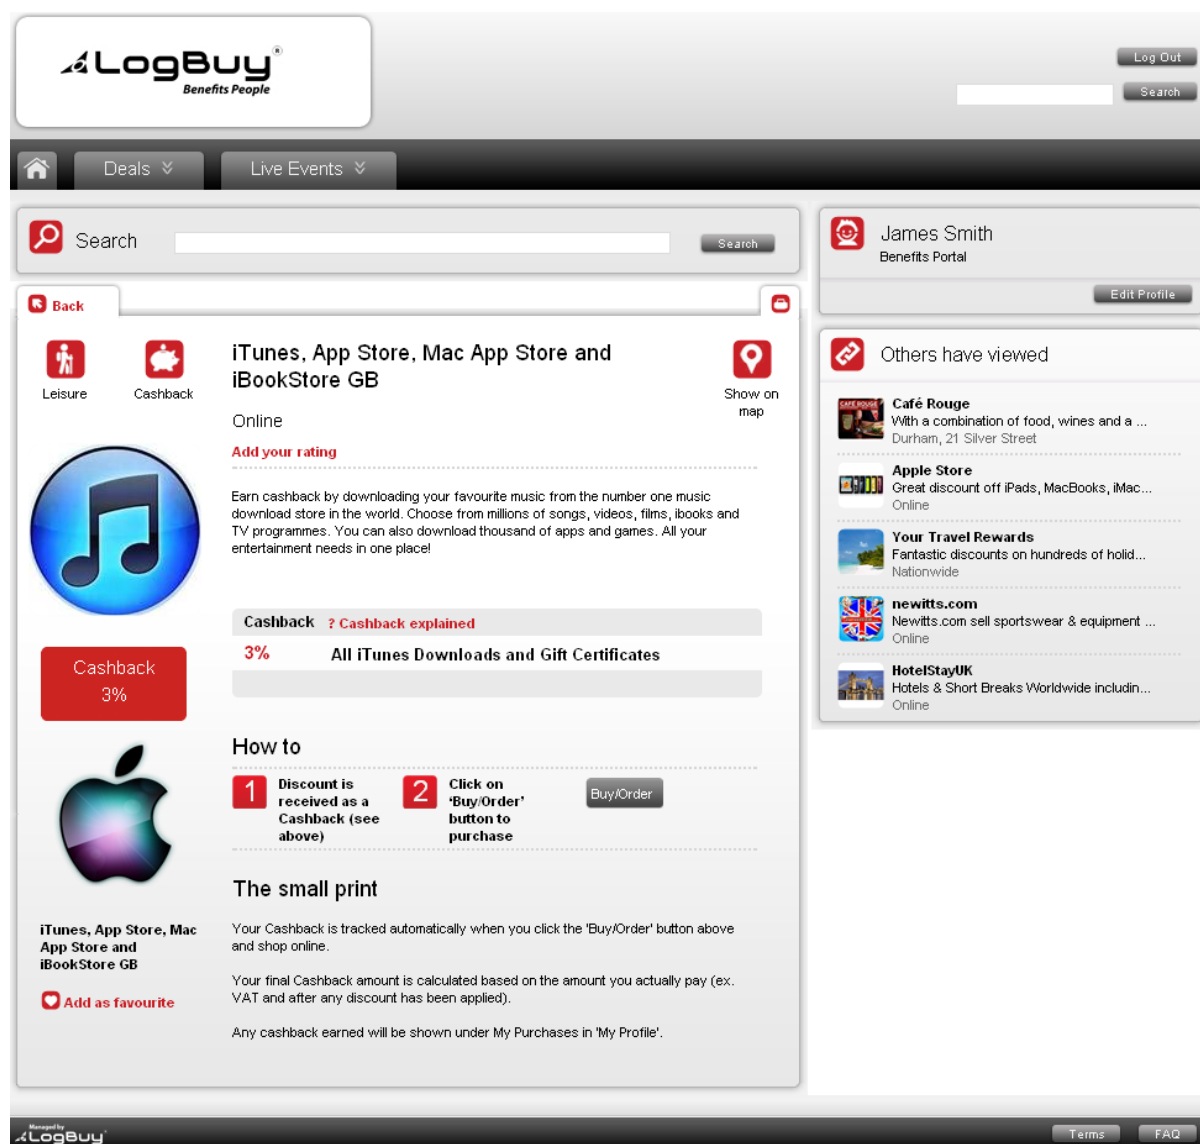 LogBuy®
Benefits People
Log Out
Search
Deals
Live Events
Search
Search
James Smith
Benefits Portal
Edit Profile
Back
Leisure
Cashback
iTunes, App Store, Mac App Store and
iBookStore GB
Show on
map
Online
Add your rating
Earn cashback by downloading your favourite music from the number one music
download store in the world. Choose from millions of songs, videos, films, ibooks and
TV programmes. You can also download thousand of apps and games. All your
entertainment needs in one place!
Cashback ? Cashback explained
3% All iTunes Downloads and Gift Certificates
Cashback
3%
How to
1 Discount is
received as a
Cashback (see
above)
2 Click on
‘Buy/Order’
button to
purchase
Buy/Order
The small print
Your Cashback is tracked automatically when you click the 'Buy/Order' button above
and shop online.
Your final Cashback amount is calculated based on the amount you actually pay (ex.
VAT and after any discount has been applied).
Any cashback earned will be shown under My Purchases in 'My Profile'.
iTunes, App Store, Mac
App Store and
iBookStore GB
Add as favourite
Others have viewed
CAFÉ ROUGE
Café Rouge
With a combination of food, wines and a ...
Durham, 21 Silver Street
Apple Store
Great discount off iPads, MacBooks, iMac...
Online
Your Travel Rewards
Fantastic discounts on hundreds of holid...
Nationwide
newitts.com
Newitts.com sell sportswear & equipment ...
Online
HotelStayUK
Hotels & Short Breaks Worldwide includin...
Online
Managed by
LogBuy
Terms
FAQ